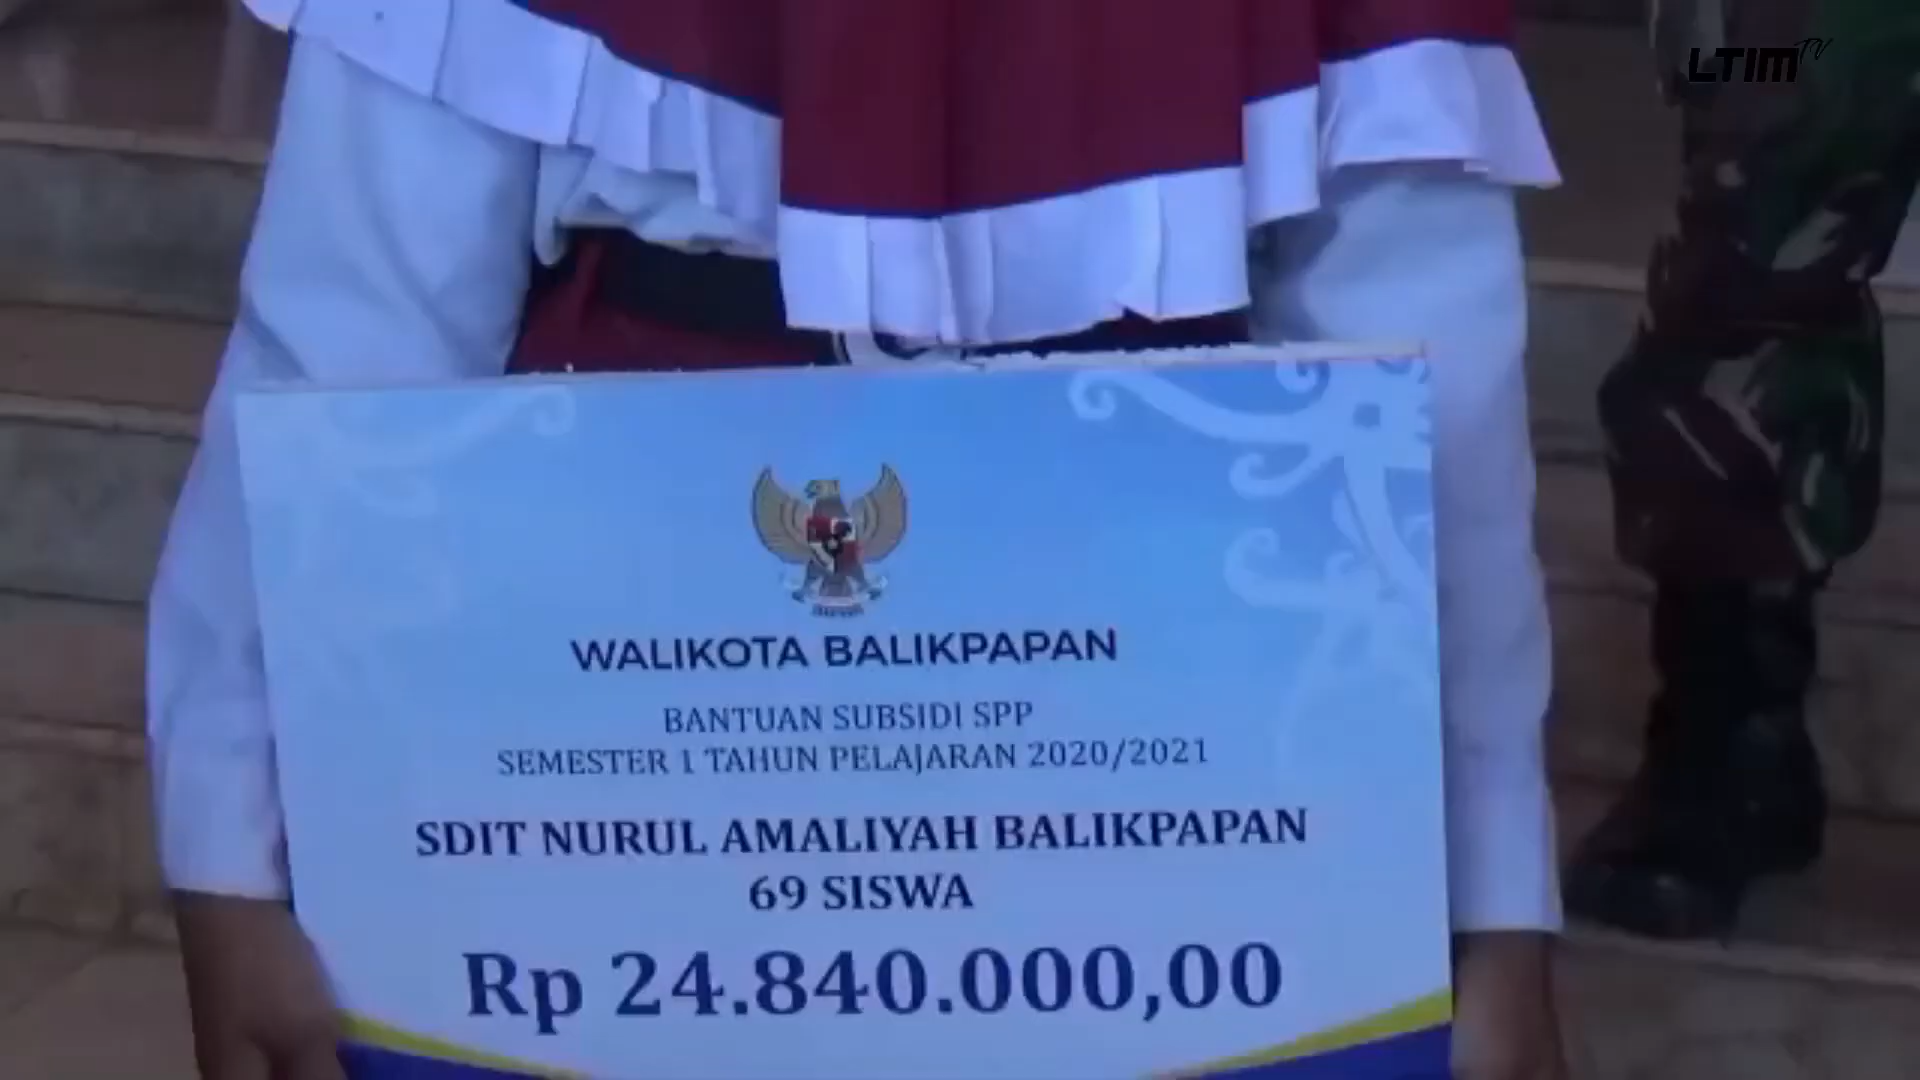 LTIM TV
WALIKOTA BALIKPAPAN
BANTUAN SUBSIDI SPP
SEMESTER 1 TAHUN PELAJARAN 2020/2021
SDIT NURUL AMALIYAH BALIKPAPAN
69 SISWA
Rp 24.840.000,00